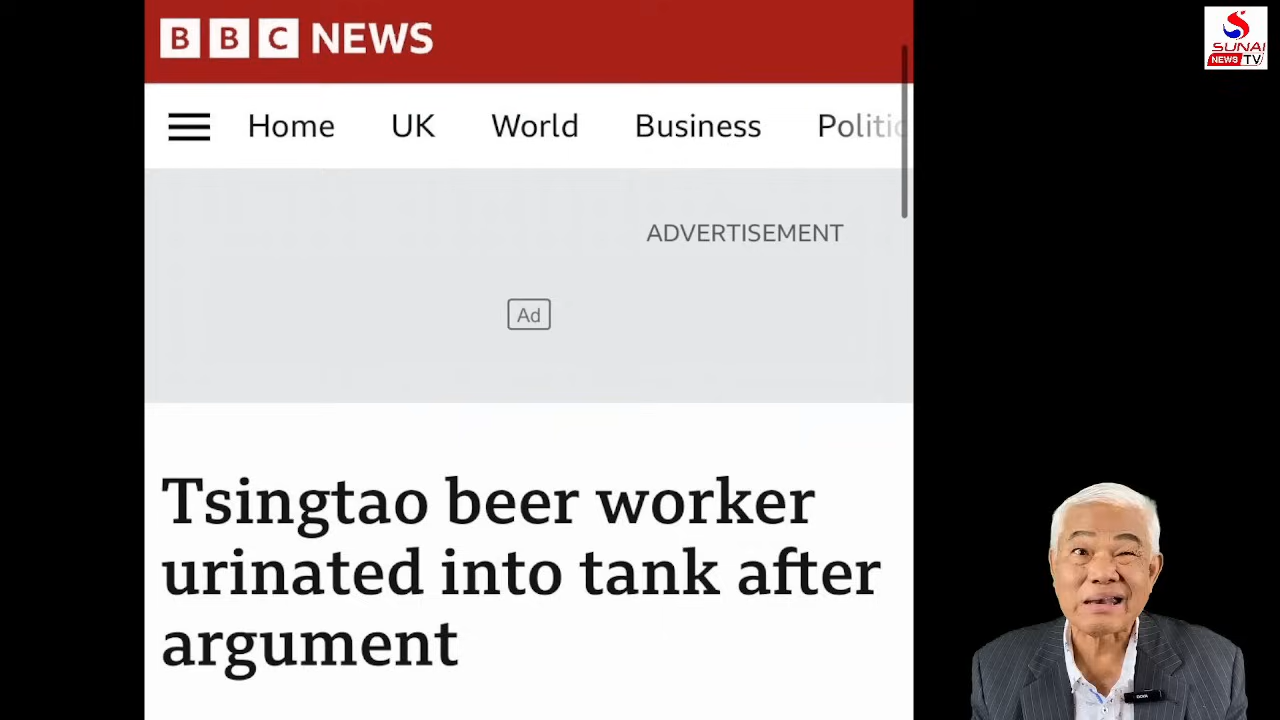 BBC NEWS
SUNAI
NEWS TV
Home UK World Business Politic
ADVERTISEMENT
Ad
Tsingtao beer worker
urinated into tank after
argument